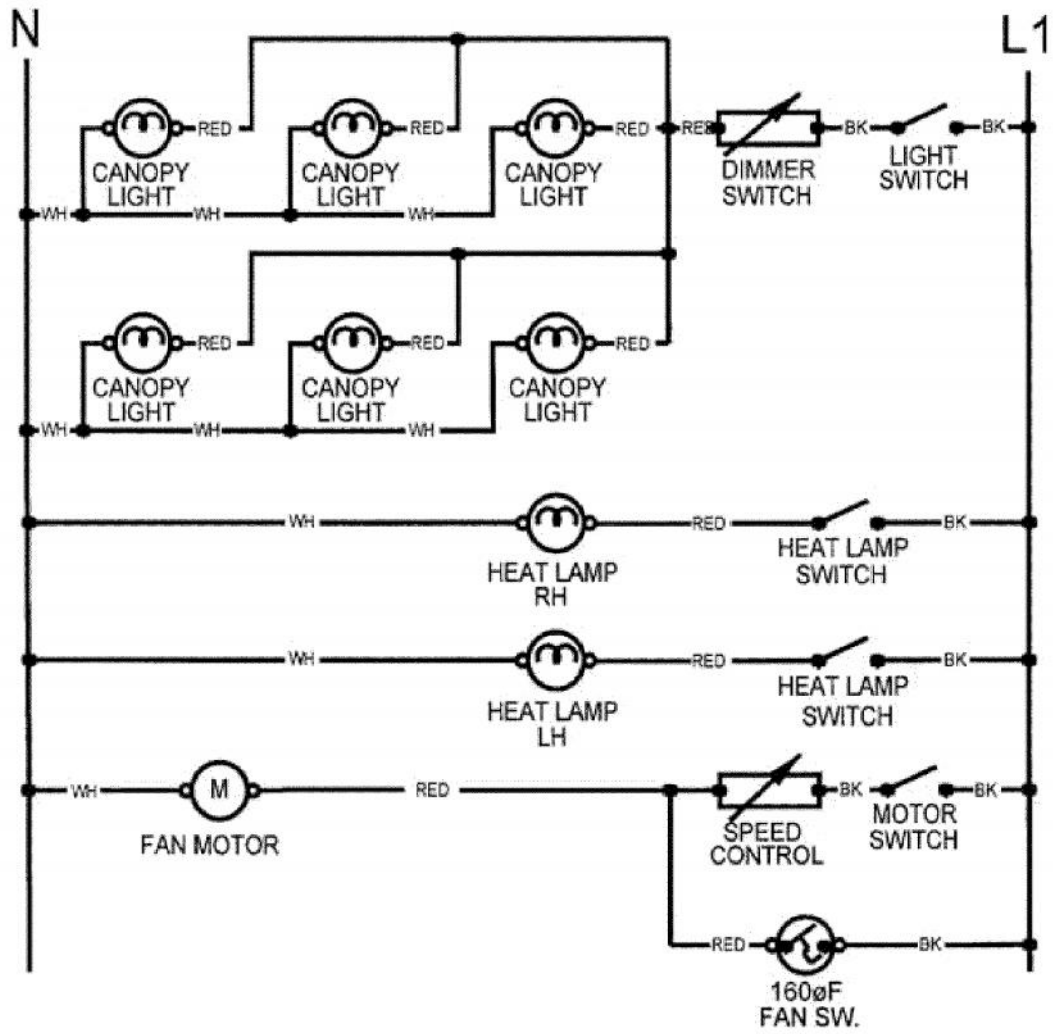 N
L1
RED
RED
RED
RED
BK
BK
CANOPY
LIGHT
CANOPY
LIGHT
CANOPY
LIGHT
DIMMER
SWITCH
LIGHT
SWITCH
WH
WH
WH
RED
RED
RED
CANOPY
LIGHT
CANOPY
LIGHT
CANOPY
LIGHT
WH
WH
WH
WH
RED
BK
HEAT LAMP
RH
HEAT LAMP
SWITCH
WH
RED
BK
HEAT LAMP
LH
HEAT LAMP
SWITCH
WH
M
RED
BK
BK
FAN MOTOR
SPEED
CONTROL
MOTOR
SWITCH
RED
BK
160øF
FAN SW.